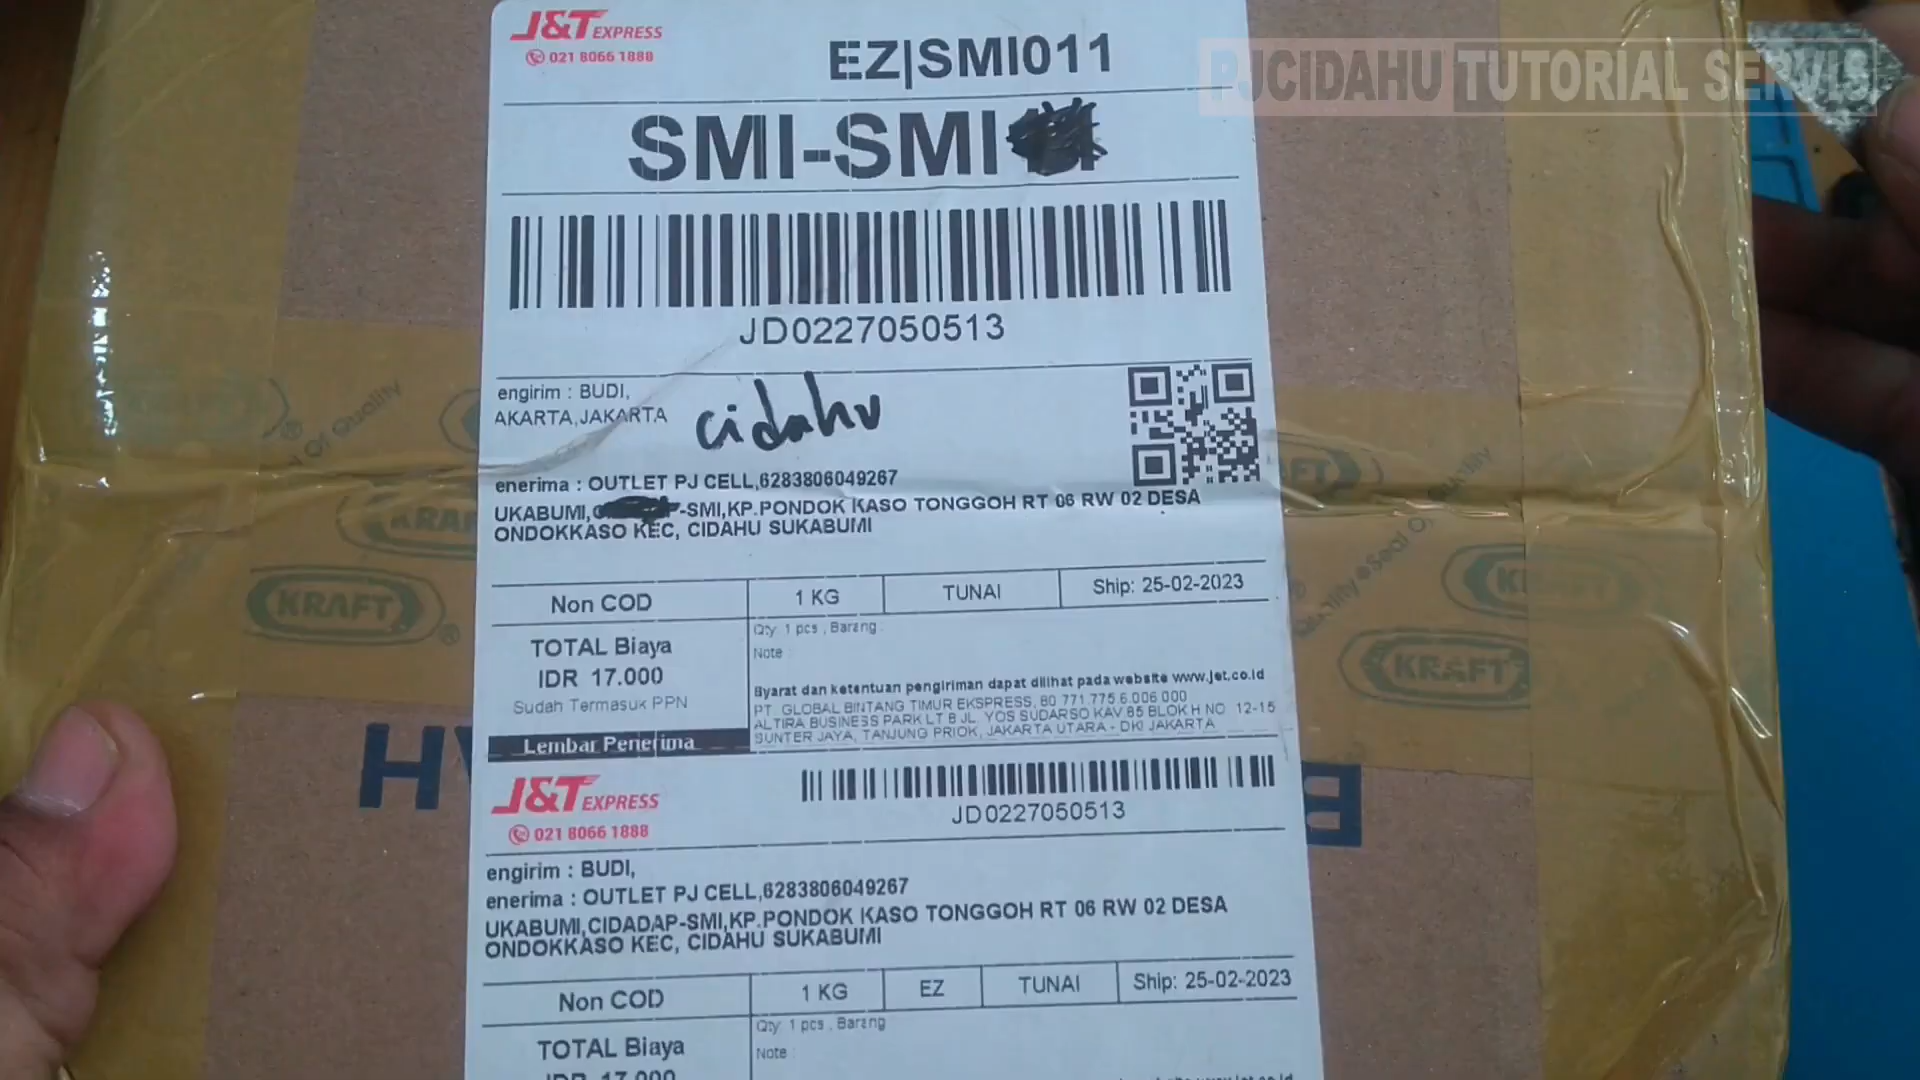 J&T EXPRESS
021 8066 1888
EZ|SMI011
PJCIDAHU TUTORIAL SERVIS
SMI-SMI
JD0227050513
engirim : BUDI,
AKARTA,JAKARTA
cidahu
enerima : OUTLET PJ CELL,6283806049267
UKABUMI, -SMI,KP.PONDOK KASO TONGGOH RT 06 RW 02 DESA
ONDOKKASO KEC, CIDAHU SUKABUMI
Non COD
1 KG
TUNAI
Ship: 25-02-2023
TOTAL Biaya
IDR 17.000
Sudah Termasuk PPN
Qty: 1 pcs , Barang :
Note :
Syarat dan ketentuan pengiriman dapat dilihat pada website www.jet.co.id
PT. GLOBAL BINTANG TIMUR EKSPRESS, 80.771.775.6.006.000
ALTIRA BUSINESS PARK LT 8 JL. YOS SUDARSO KAV 85 BLOK H NO 12-15
SUNTER JAYA, TANJUNG PRIOK, JAKARTA UTARA - DKI JAKARTA
Lembar Penerima
J&T EXPRESS
021 8066 1888
JD0227050513
engirim : BUDI,
enerima : OUTLET PJ CELL,6283806049267
UKABUMI,CIDADAP-SMI,KP.PONDOK KASO TONGGOH RT 06 RW 02 DESA
ONDOKKASO KEC, CIDAHU SUKABUMI
Non COD
1 KG
EZ
TUNAI
Ship: 25-02-2023
TOTAL Biaya
IDR 17.000
Qty: 1 pcs , Barang
Note :
KRAFT
KRAFT
Seal Of Quality